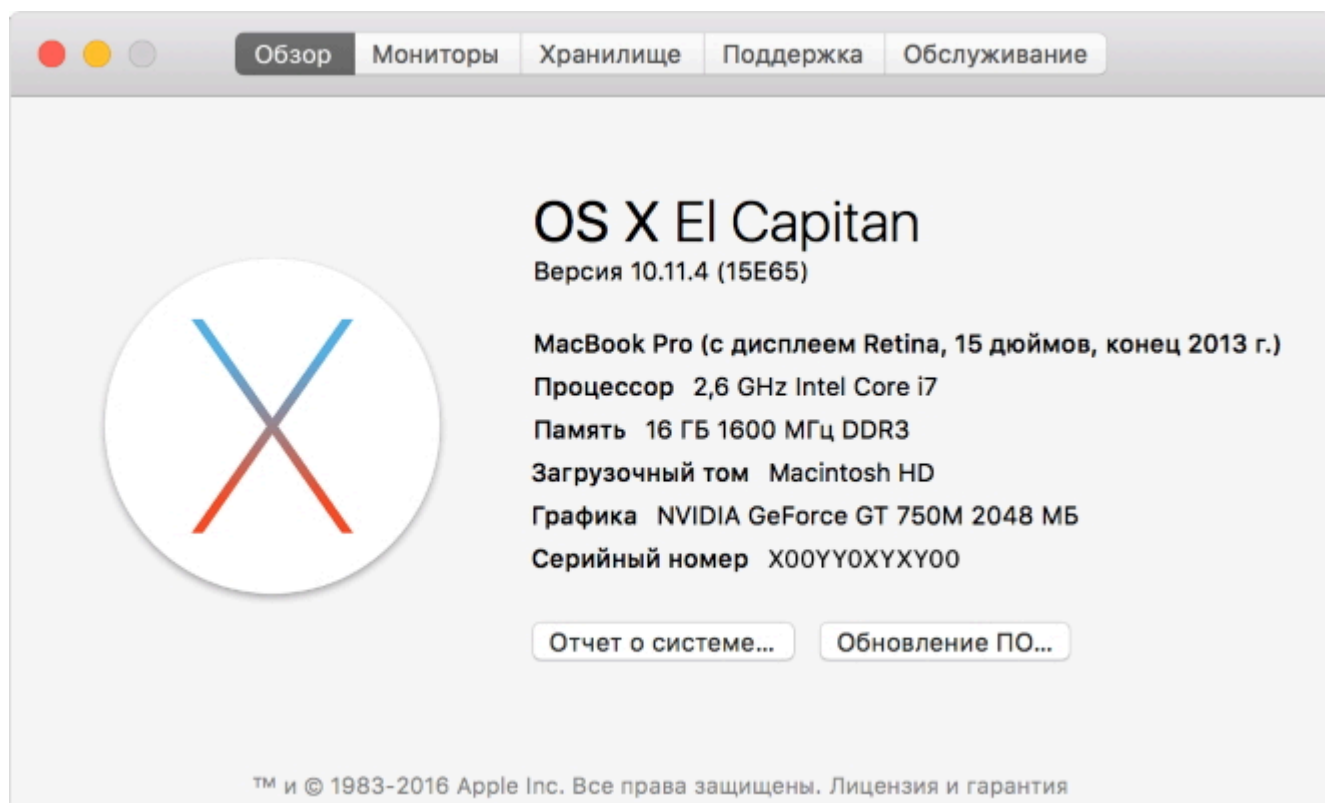 Обзор Мониторы Хранилище Поддержка Обслуживание
OS X El Capitan
Версия 10.11.4 (15E65)
MacBook Pro (с дисплеем Retina, 15 дюймов, конец 2013 г.)
Процессор 2,6 GHz Intel Core i7
Память 16 ГБ 1600 МГц DDR3
Загрузочный том Macintosh HD
Графика NVIDIA GeForce GT 750M 2048 МБ
Серийный номер X00YY0XYXY00
Отчет о системе... Обновление ПО...
™ и © 1983-2016 Apple Inc. Все права защищены. Лицензия и гарантия